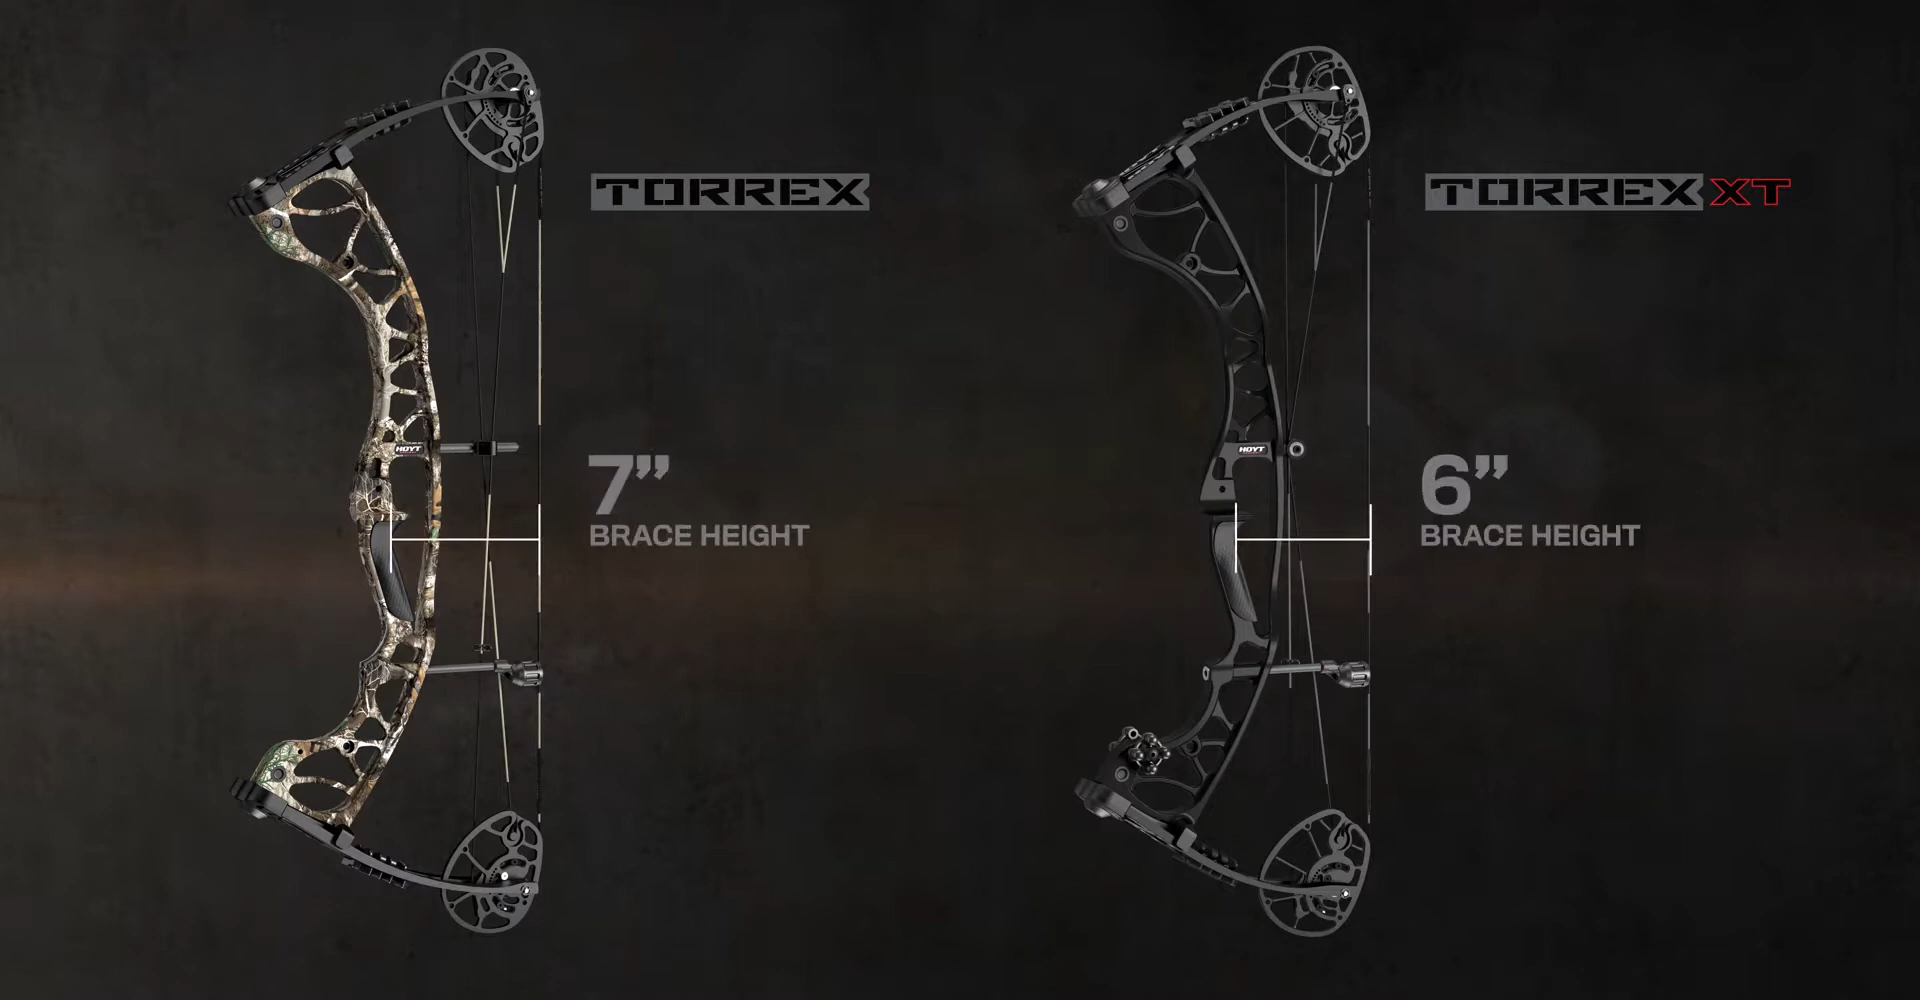 TORREX
7”
BRACE HEIGHT
HOYT
TORREX XT
6”
BRACE HEIGHT
HOYT